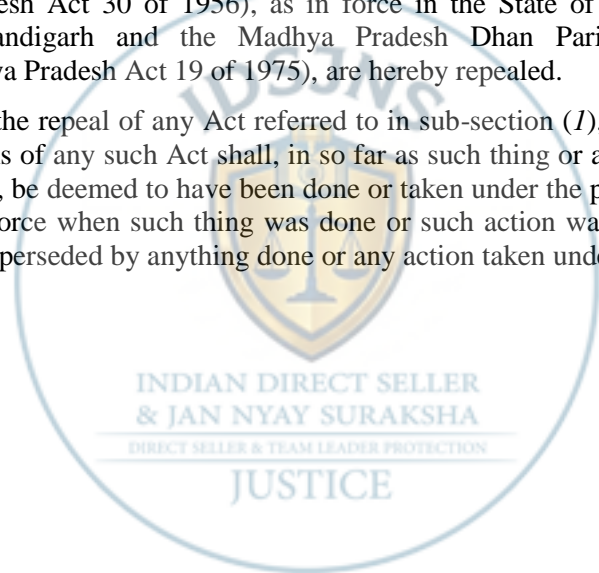 esh Act 30 of 1956), as in force in the State of
andigarh and the Madhya Pradesh Dhan Pari
ya Pradesh Act 19 of 1975), are hereby repealed.
the repeal of any Act referred to in sub-section (1).
s of any such Act shall, in so far as such thing or a
, be deemed to have been done or taken under the p
orce when such thing was done or such action wa
perseded by anything done or any action taken unde
IDSJNS
INDIAN DIRECT SELLER
& JAN NYAY SURAKSHA
DIRECT SELLER & TEAM LEADER PROTECTION
JUSTICE